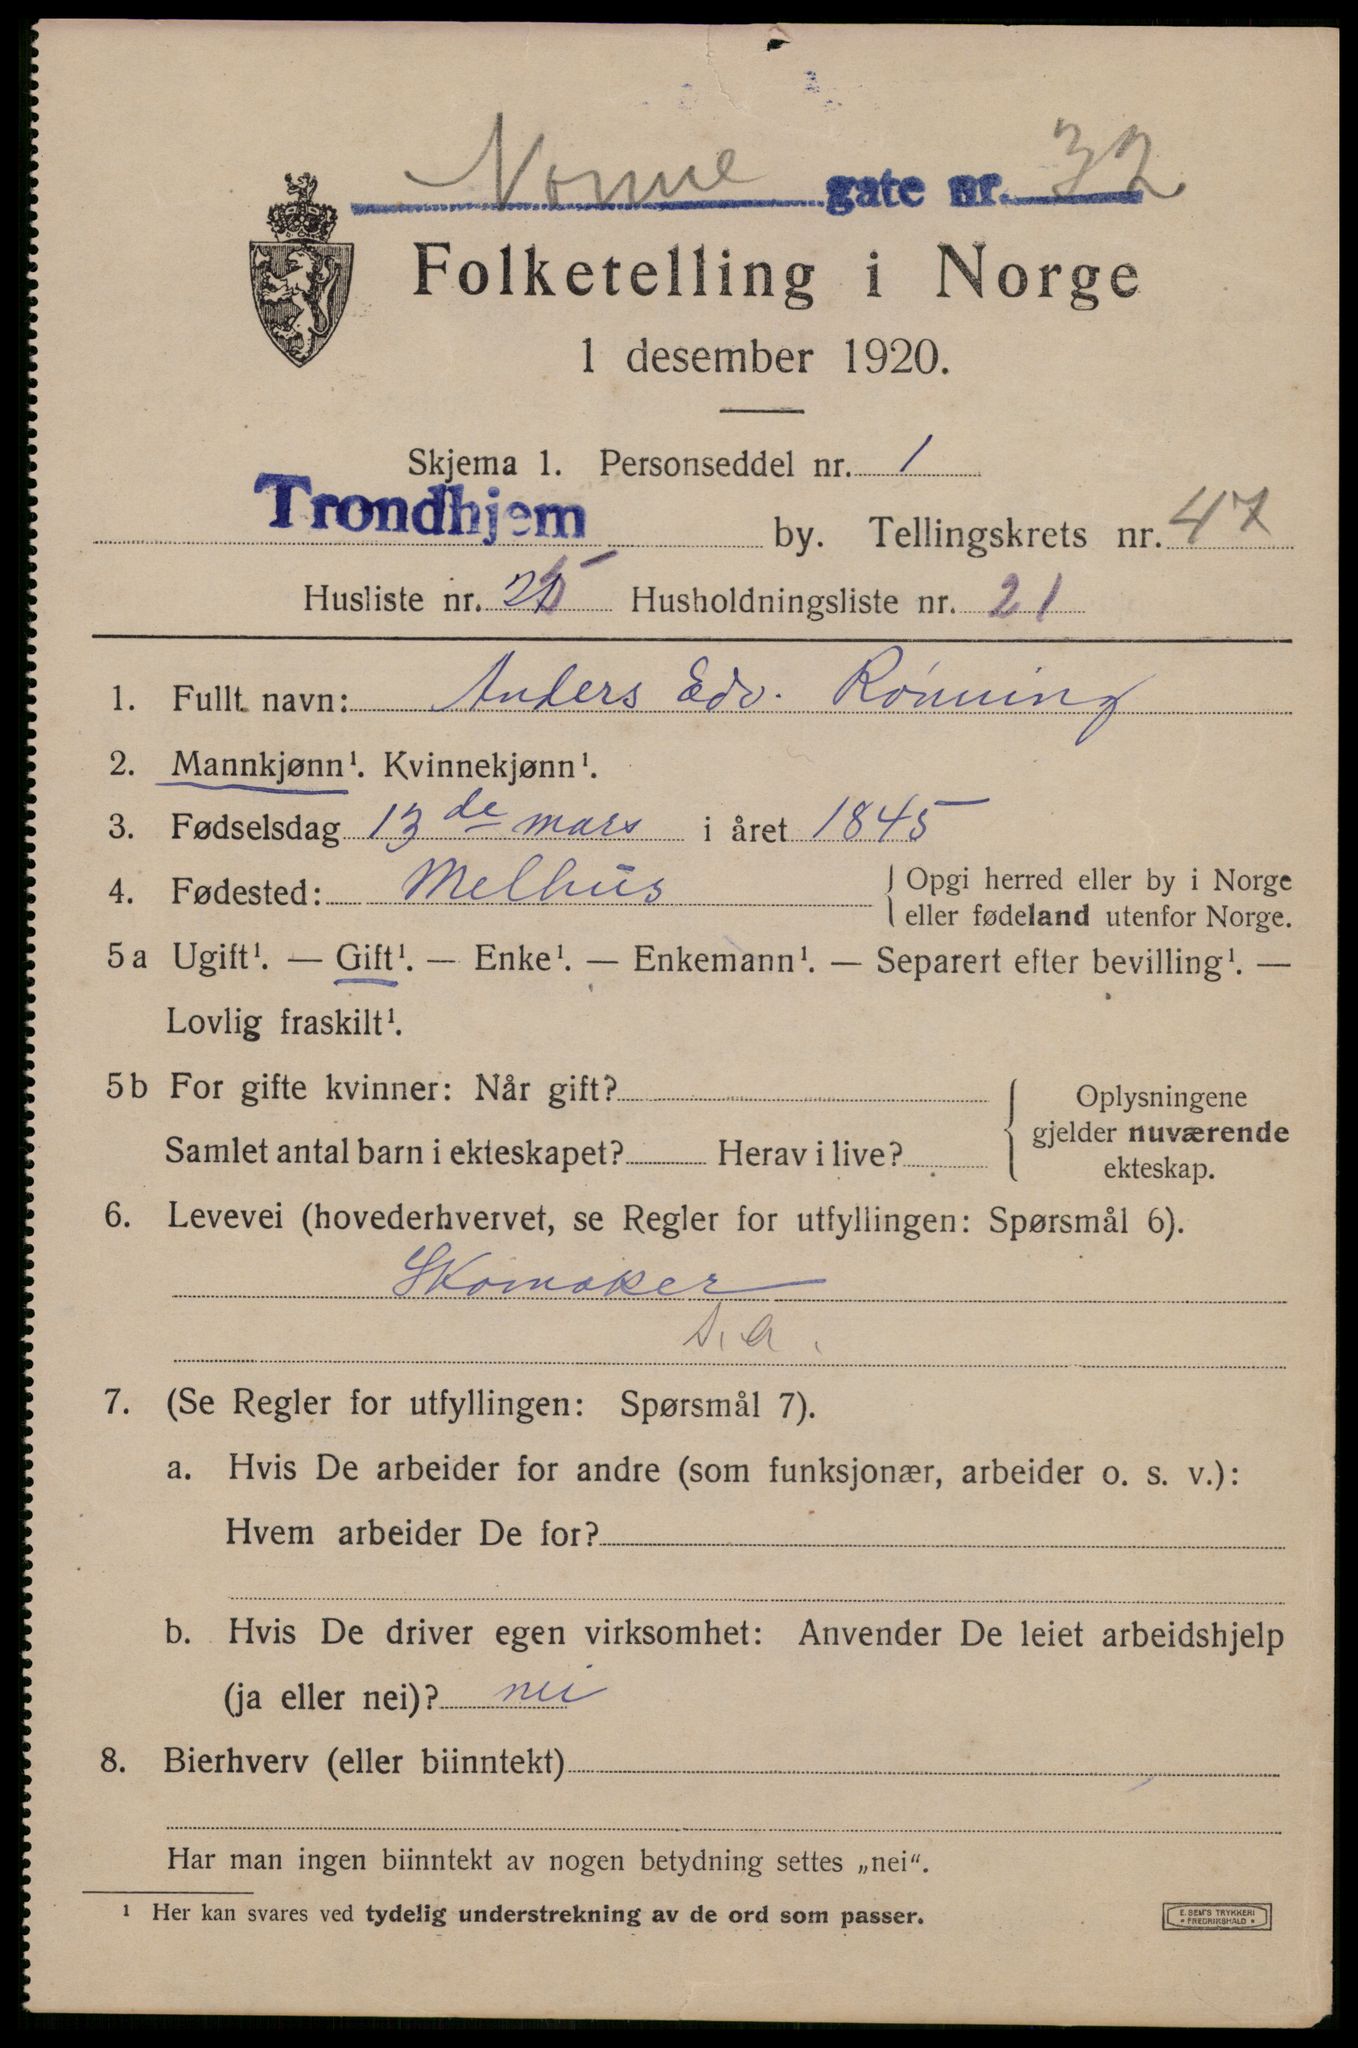 Nonne gate nr. 32
Folketelling i Norge
1 desember 1920.
Skjema 1. Personseddel nr. 1
Trondhjem by. Tellingskrets nr. 47
Husliste nr. 25 Husholdningsliste nr. 21
1. Fullt navn: Anders Edv. Rönning
2. Mannkjønn¹. Kvinnekjønn¹.
3. Fødselsdag 13de mars i året 1845
4. Fødested: Melhus
Opgi herred eller by i Norge
eller fødeland utenfor Norge.
5a Ugift¹. — Gift¹. — Enke¹. — Enkemann¹. — Separert efter bevilling¹. —
Lovlig fraskilt¹.
5b For gifte kvinner: Når gift?
Samlet antal barn i ekteskapet? Herav i live?
Oplysningene
gjelder nuværende
ekteskap.
6. Levevei (hovederhvervet, se Regler for utfyllingen: Spørsmål 6).
Skomaker
s. a.
7. (Se Regler for utfyllingen: Spørsmål 7).
a. Hvis De arbeider for andre (som funksjonær, arbeider o. s. v.):
Hvem arbeider De for?
b. Hvis De driver egen virksomhet: Anvender De leiet arbeidshjelp
(ja eller nei)? nei
8. Bierhverv (eller biinntekt)
Har man ingen biinntekt av nogen betydning settes „nei“.
¹ Her kan svares ved tydelig understrekning av de ord som passer.
E. SEM'S TRYKKERI
• FREDRIKSHALD •